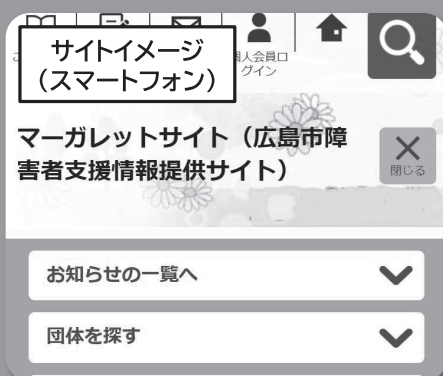 サイトイメージ
（スマートフォン）
個人会員ロ
グイン
マーガレットサイト（広島市障
害者支援情報提供サイト）
閉じる
お知らせの一覧へ
団体を探す